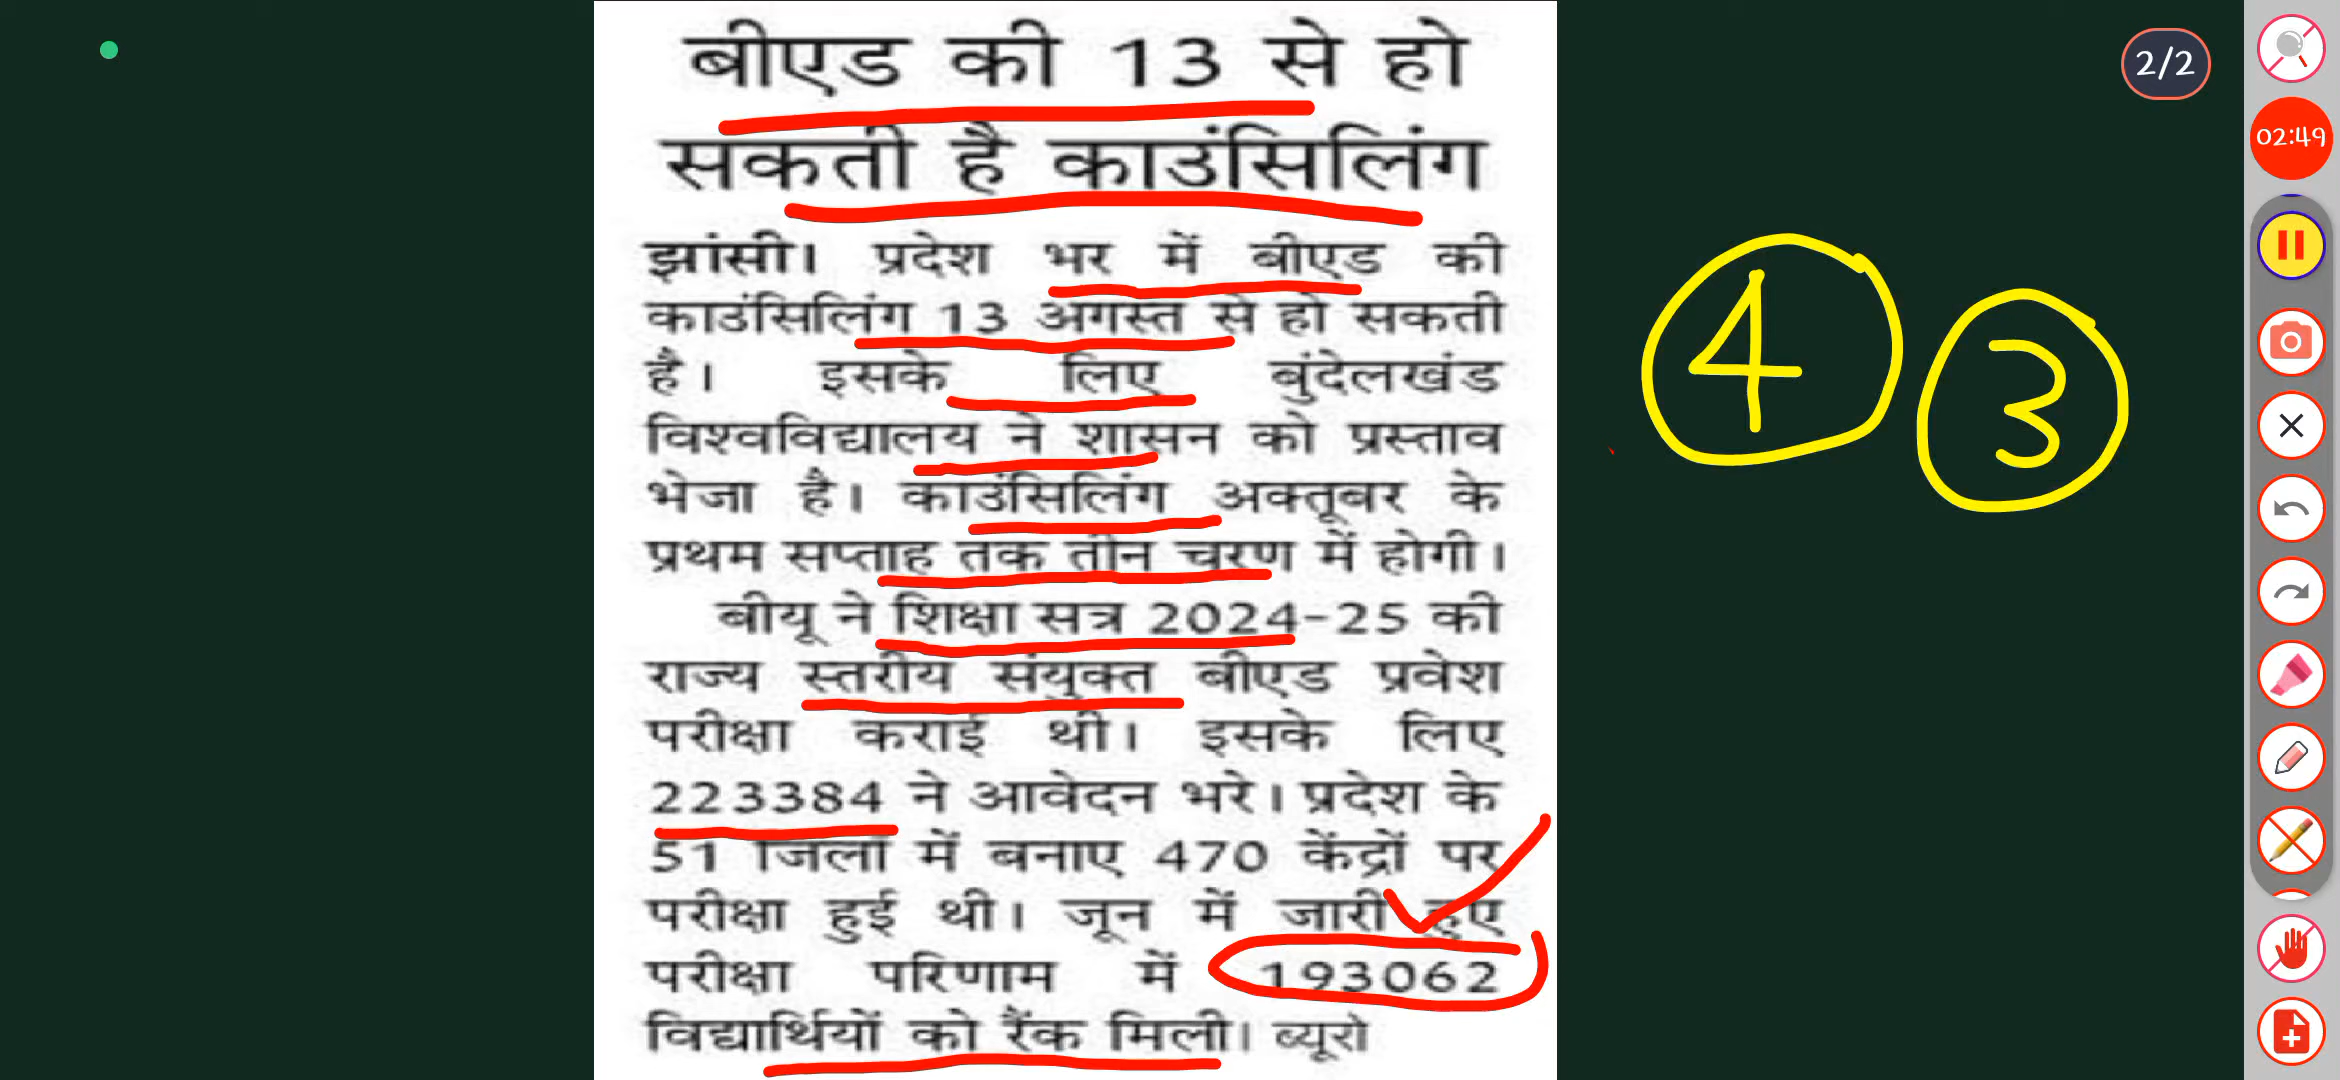 बीएड की 13 से हो
सकती है काउंसिलिंग
झांसी। प्रदेश भर में बीएड की
काउंसिलिंग 13 अगस्त से हो सकती
है। इसके लिए बुंदेलखंड
विश्वविद्यालय ने शासन को प्रस्ताव
भेजा है। काउंसिलिंग अक्तूबर के
प्रथम सप्ताह तक तीन चरण में होगी।
बीयू ने शिक्षा सत्र 2024-25 की
राज्य स्तरीय संयुक्त बीएड प्रवेश
परीक्षा कराई थी। इसके लिए
223384 ने आवेदन भरे। प्रदेश के
51 जिलों में बनाए 470 केंद्रों पर
परीक्षा हुई थी। जून में जारी हुए
परीक्षा परिणाम में 193062
विद्यार्थियों को रैंक मिली। ब्यूरो
4 3
2/2
02:49